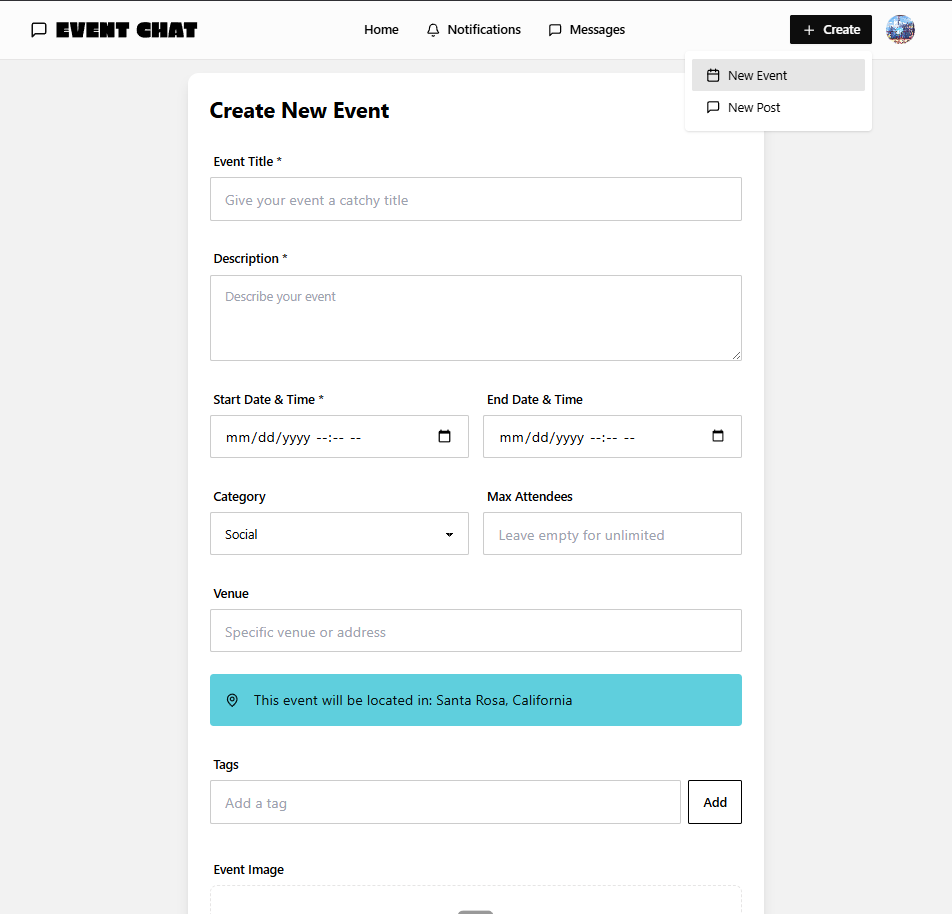 EVENT CHAT Home Notifications Messages + Create
New Event
New Post
Create New Event
Event Title *
Give your event a catchy title
Description *
Describe your event
Start Date & Time * End Date & Time
mm/dd/yyyy --:-- -- mm/dd/yyyy --:-- --
Category Max Attendees
Social Leave empty for unlimited
Venue
Specific venue or address
This event will be located in: Santa Rosa, California
Tags
Add a tag Add
Event Image